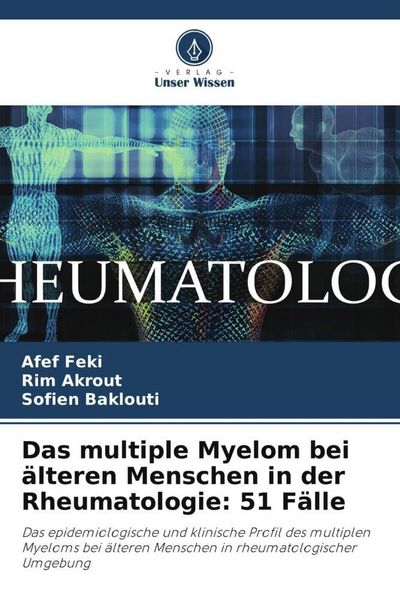 - VERLAG -
Unser Wissen
HEUMATOLOG
Afef Feki
Rim Akrout
Sofien Baklouti
Das multiple Myelom bei
älteren Menschen in der
Rheumatologie: 51 Fälle
Das epidemiologische und klinische Profil des multiplen
Myeloms bei älteren Menschen in rheumatologischer
Umgebung